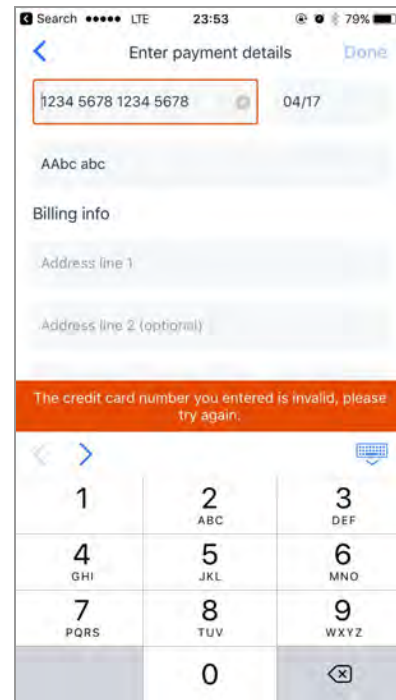 Search ●●●●● LTE 23:53 79%
Enter payment details Done
1234 5678 1234 5678 04/17
AAbc abc
Billing info
Address line 1
Address line 2 (optional)
The credit card number you entered is invalid, please
try again.
1 2 3
ABC DEF
4 5 6
GHI JKL MNO
7 8 9
PQRS TUV WXYZ
0